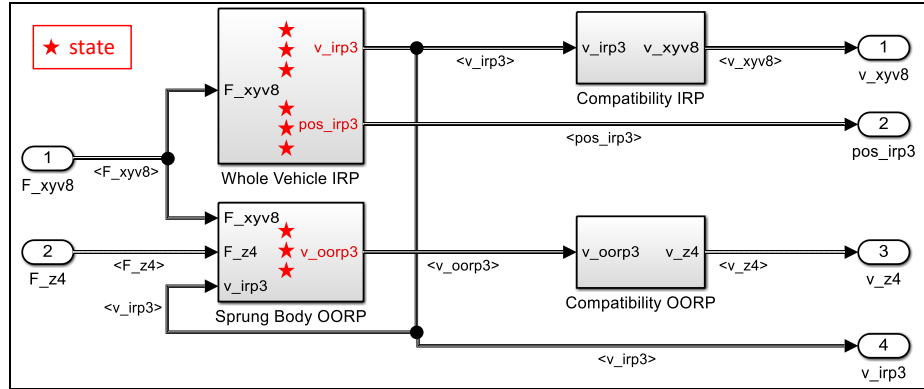 ★ state
v_irp3
F_xyv8
pos_irp3
Whole Vehicle IRP
<v_irp3>
v_irp3
v_xyv8
Compatibility IRP
<v_xyv8>
1
v_xyv8
<pos_irp3>
2
pos_irp3
1
F_xyv8
<F_xyv8>
2
F_z4
<F_z4>
<v_irp3>
F_xyv8
F_z4
v_irp3
v_oorp3
Sprung Body OORP
<v_oorp3>
v_oorp3
v_z4
Compatibility OORP
<v_z4>
3
v_z4
<v_irp3>
4
v_irp3